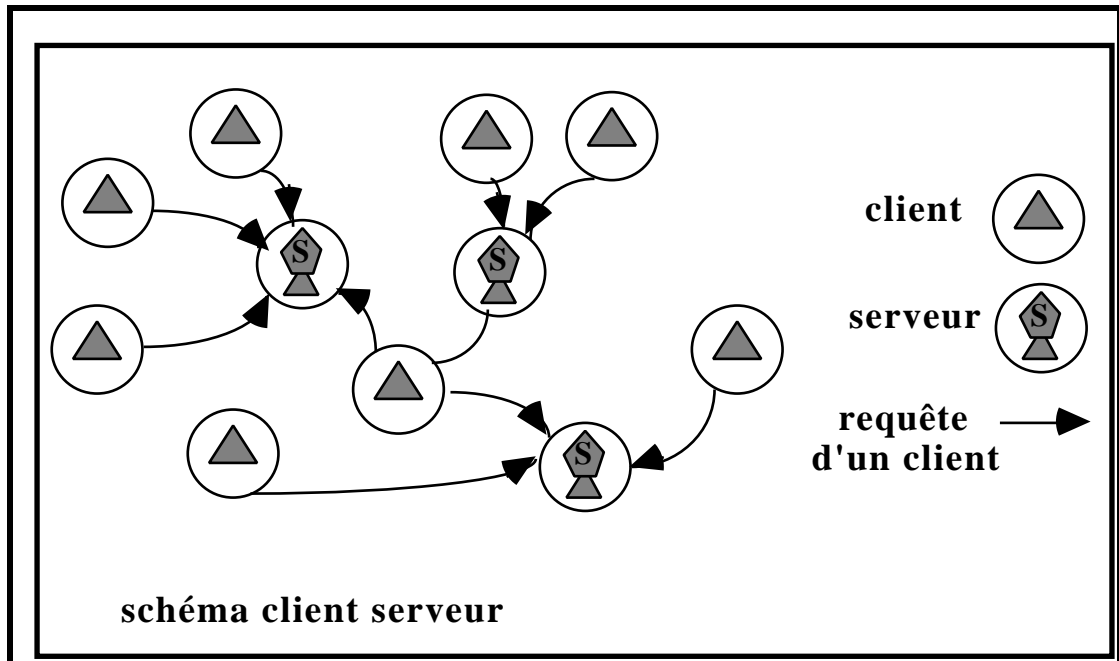 S
S
S
client
serveur
S
requête
d'un client
schéma client serveur